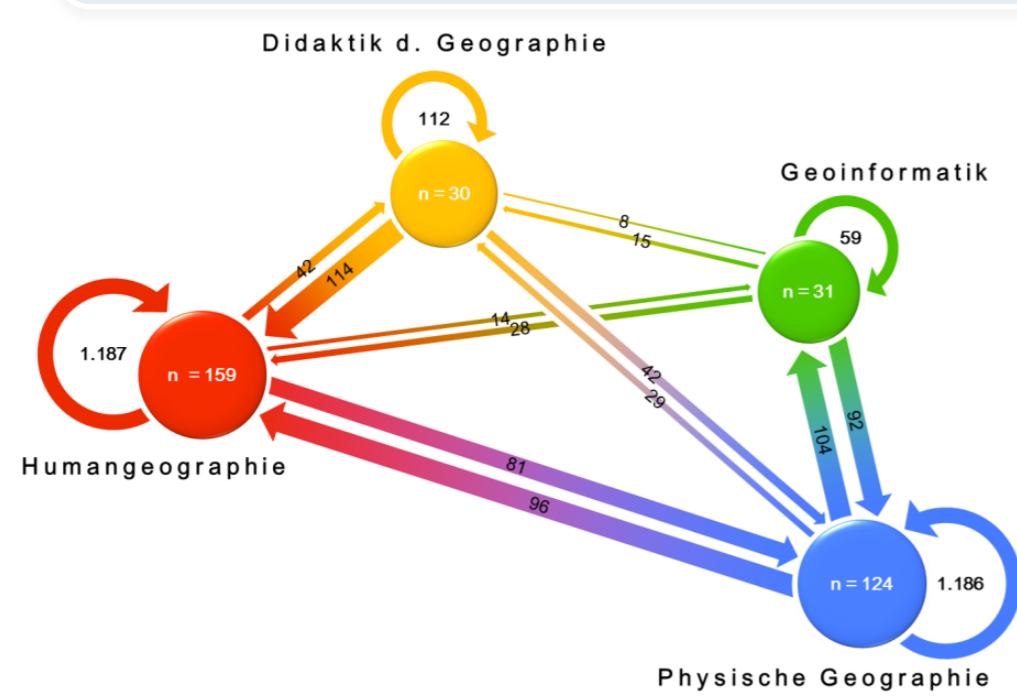 Didaktik d. Geographie
112
Geoinformatik
n = 30
8
59
15
42
114
n = 31
14
28
1.187
n = 159
42
29
92
104
Humangeographie
81
96
n = 124
1.186
Physische Geographie